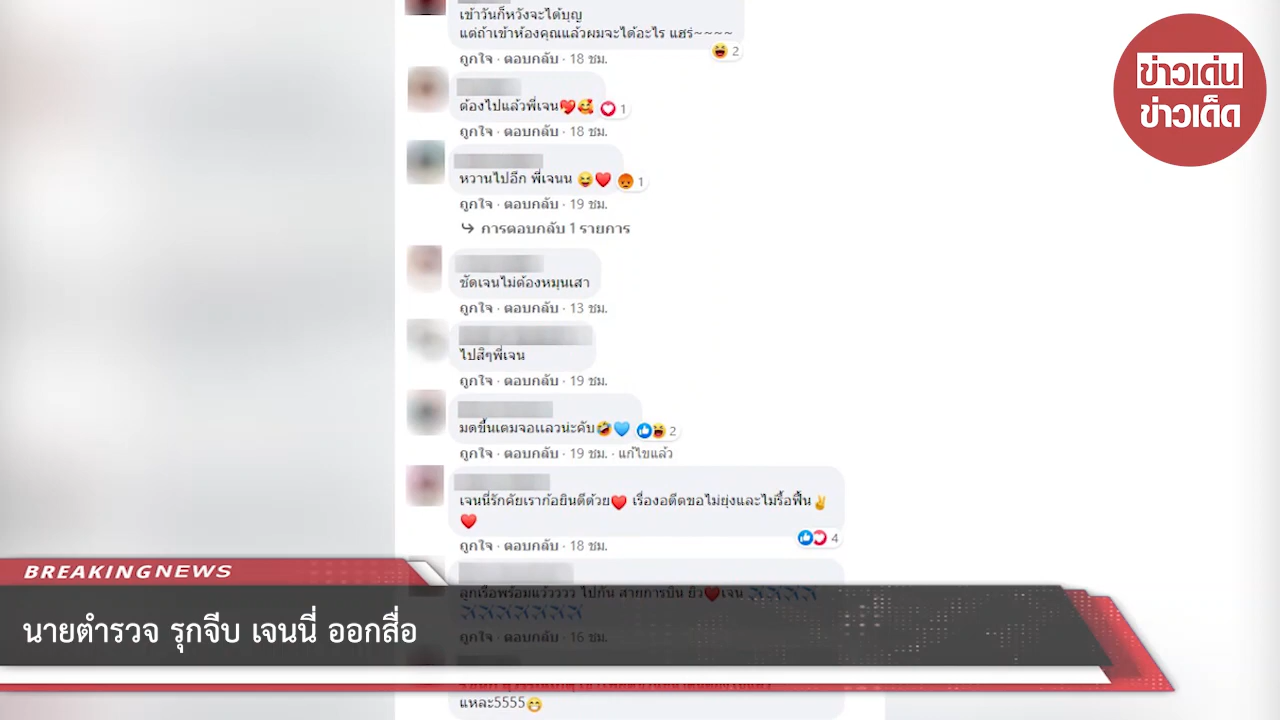 เข้าวันก็หวังจะได้บุญ
แต่ถ้าเข้าห้องคุณแล้วผมจะได้อะไร แฮร่~~~~
2
ถูกใจ · ตอบกลับ · 18 ชม.
ต้องไปแล้วพี่เจน💖🥰 1
ถูกใจ · ตอบกลับ · 18 ชม.
หวานไปอีก พี่เจนน 😆❤️ 1
ถูกใจ · ตอบกลับ · 19 ชม.
การตอบกลับ 1 รายการ
ชัดเจนไม่ต้องหมุนเสา
ถูกใจ · ตอบกลับ · 13 ชม.
ไปสิๆพี่เจน
ถูกใจ · ตอบกลับ · 19 ชม.
มดขึ้นเตมจอแลวน่ะคับ🤣💙 2
ถูกใจ · ตอบกลับ · 19 ชม. · แก้ไขแล้ว
เจนนี่รักคัยเราก้อยินดีด้วย❤️ เรื่องอดีตขอไม่ยุ่งและไม่รื้อฟื้น✌️
❤️
4
ถูกใจ · ตอบกลับ · 18 ชม.
ลูกเรือพร้อมแว้วววว ไปกัน สายการบิน ยิว❤️เจน ✈️✈️✈️✈️
✈️✈️✈️✈️✈️✈️✈️
ถูกใจ · ตอบกลับ · 16 ชม.
แหละ5555😁
BREAKINGNEWS
นายตำรวจ รุกจีบ เจนนี่ ออกสื่อ
ข่าวเด่น
ข่าวเด็ด